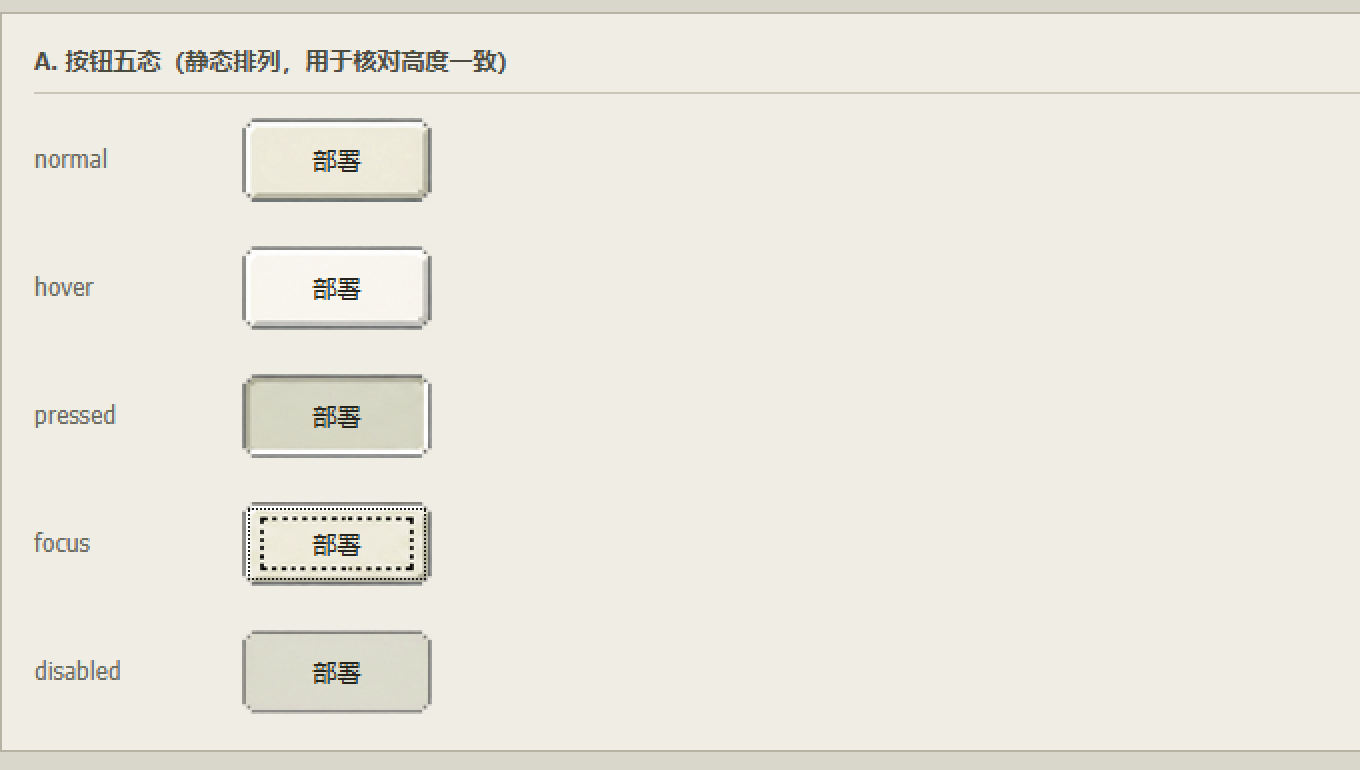 A. 按钮五态（静态排列，用于核对高度一致）
normal
部署
hover
部署
pressed
部署
focus
部署
disabled
部署